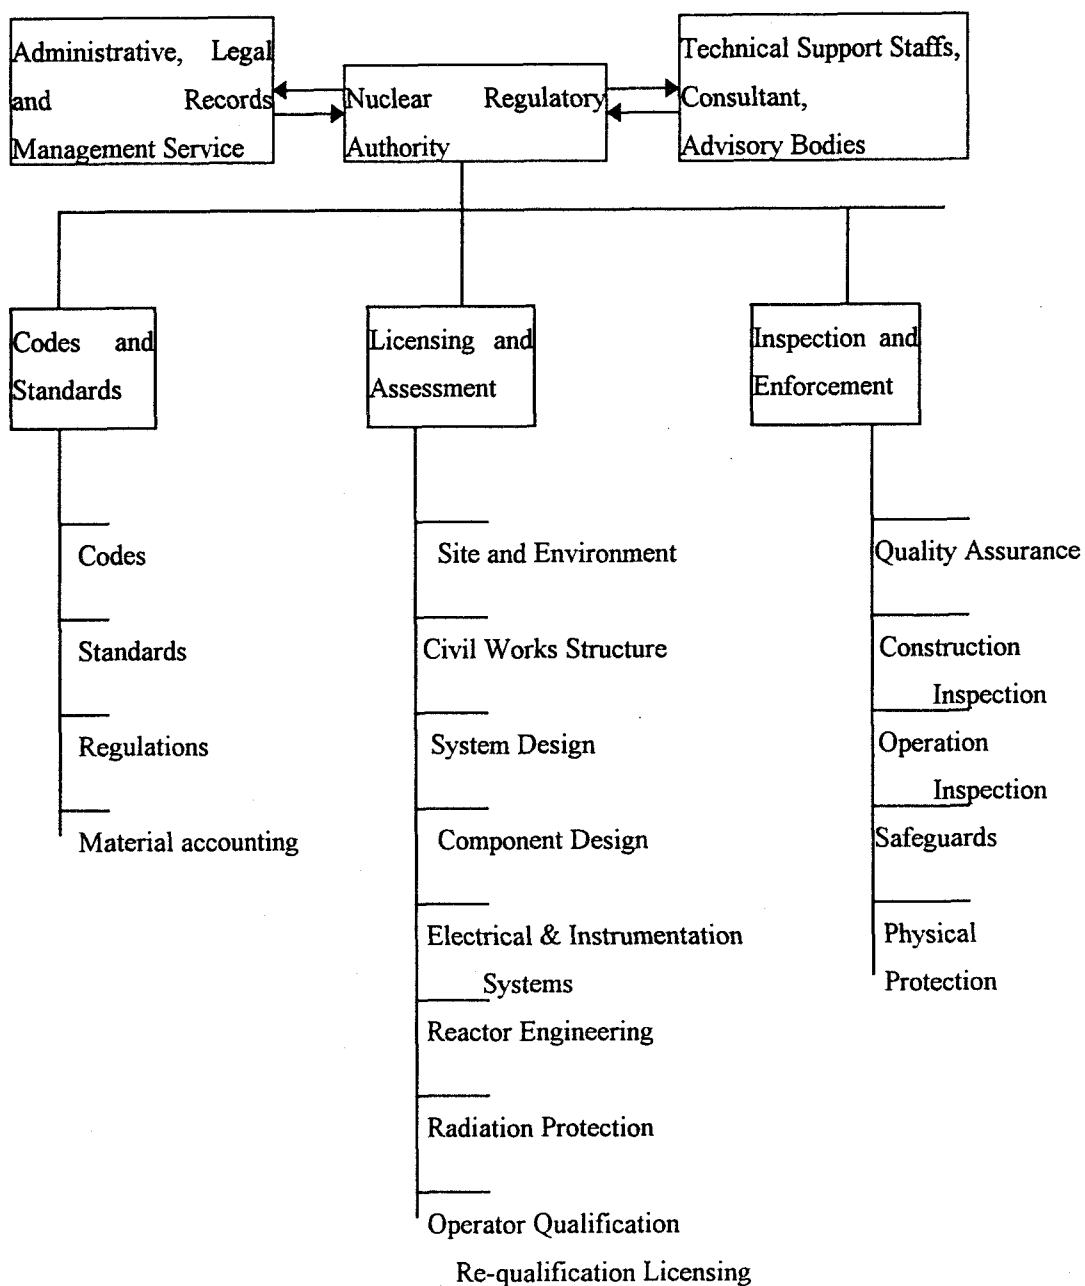 Administrative, Legal
and Records
Management Service
Nuclear Regulatory
Authority
Technical Support Staffs,
Consultant,
Advisory Bodies
Codes and
Standards
Licensing and
Assessment
Inspection and
Enforcement
Codes
Standards
Regulations
Material accounting
Site and Environment
Civil Works Structure
System Design
Component Design
Electrical & Instrumentation
Systems
Reactor Engineering
Radiation Protection
Operator Qualification
Re-qualification Licensing
Quality Assurance
Construction
Inspection
Operation
Inspection
Safeguards
Physical
Protection